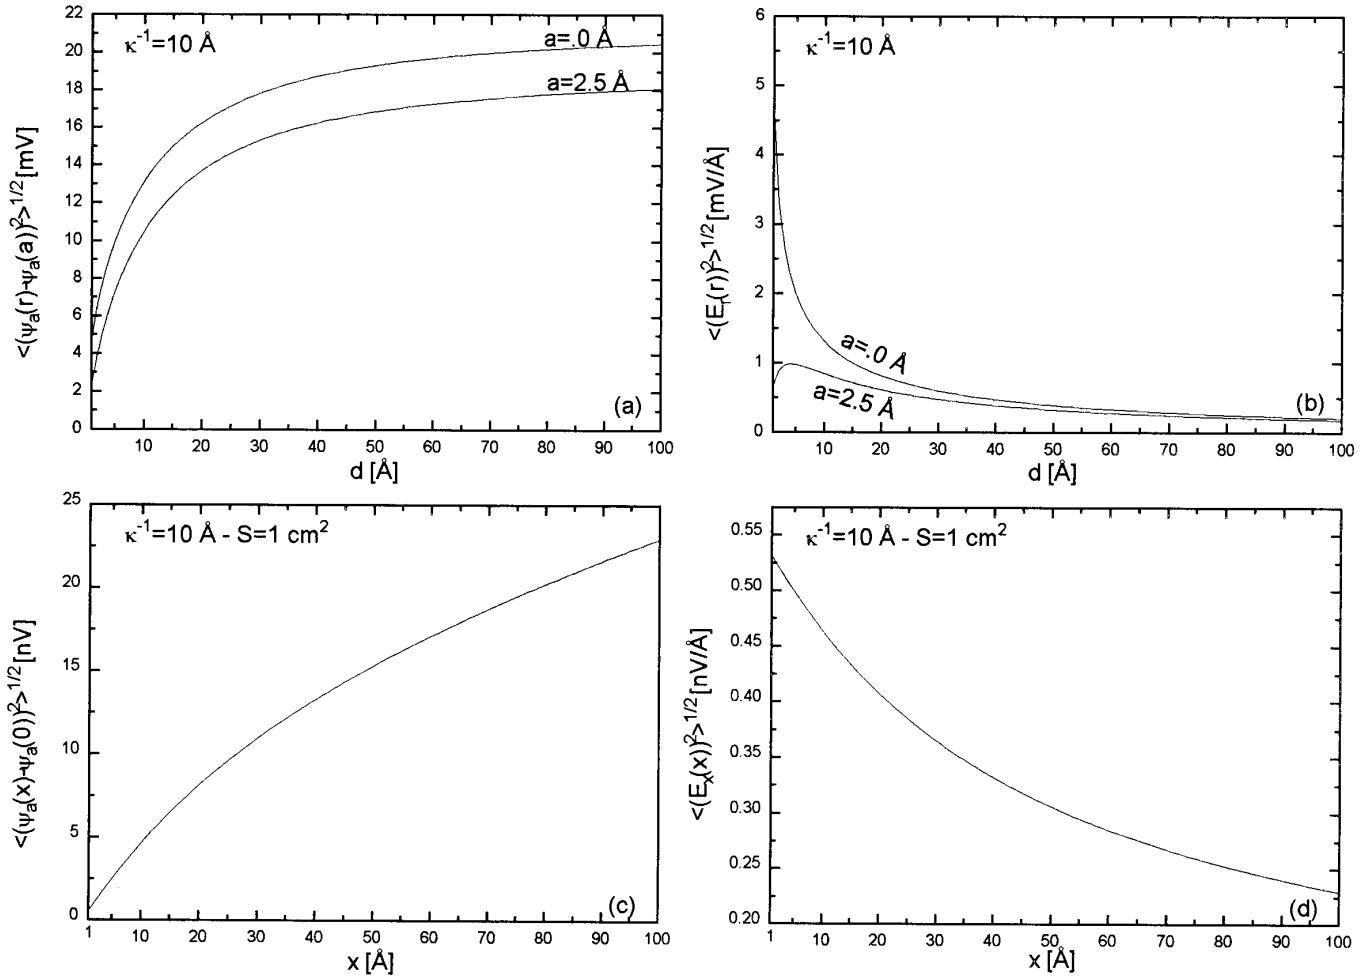 22
20
18
16
14
12
10
8
6
4
2
0
<(ψa(r)-ψa(a))²>^1/2 [mV]
κ⁻¹=10 Å
a=.0 Å
a=2.5 Å
(a)
1 10 20 30 40 50 60 70 80 90 100
d [Å]
6
5
4
3
2
1
0
<(Er(r))²>^1/2 [mV/Å]
κ⁻¹=10 Å
a=.0 Å
a=2.5 Å
(b)
1 10 20 30 40 50 60 70 80 90 100
d [Å]
25
20
15
10
5
0
<(ψa(x)-ψa(0))²>^1/2 [nV]
κ⁻¹=10 Å - S=1 cm²
(c)
1 10 20 30 40 50 60 70 80 90 100
x [Å]
0.55
0.50
0.45
0.40
0.35
0.30
0.25
0.20
<(Ex(x))²>^1/2 [nV/Å]
κ⁻¹=10 Å - S=1 cm²
(d)
1 10 20 30 40 50 60 70 80 90 100
x [Å]